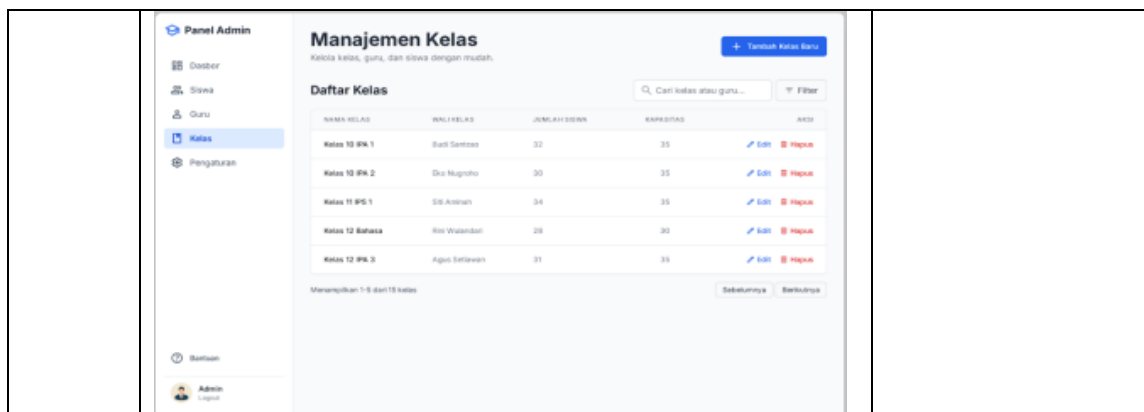 Panel Admin
Dasbor
Siswa
Guru
Kelas
Pengaturan
Bantuan
Admin
Logout
Manajemen Kelas
Kelola kelas, guru, dan siswa dengan mudah.
+ Tambah Kelas Baru
Daftar Kelas
Cari kelas atau guru...
Filter
NAMA KELAS WALI KELAS JUMLAH SISWA KAPASITAS AKSI
Kelas 10 IPA 1 Budi Santoso 32 35 Edit Hapus
Kelas 10 IPA 2 Eko Nugroho 30 35 Edit Hapus
Kelas 11 IPS 1 Siti Aminah 34 35 Edit Hapus
Kelas 12 Bahasa Rini Wulandari 28 30 Edit Hapus
Kelas 12 IPA 3 Agus Setiawan 31 35 Edit Hapus
Menampilkan 1-5 dari 15 kelas
Sebelumnya Berikutnya